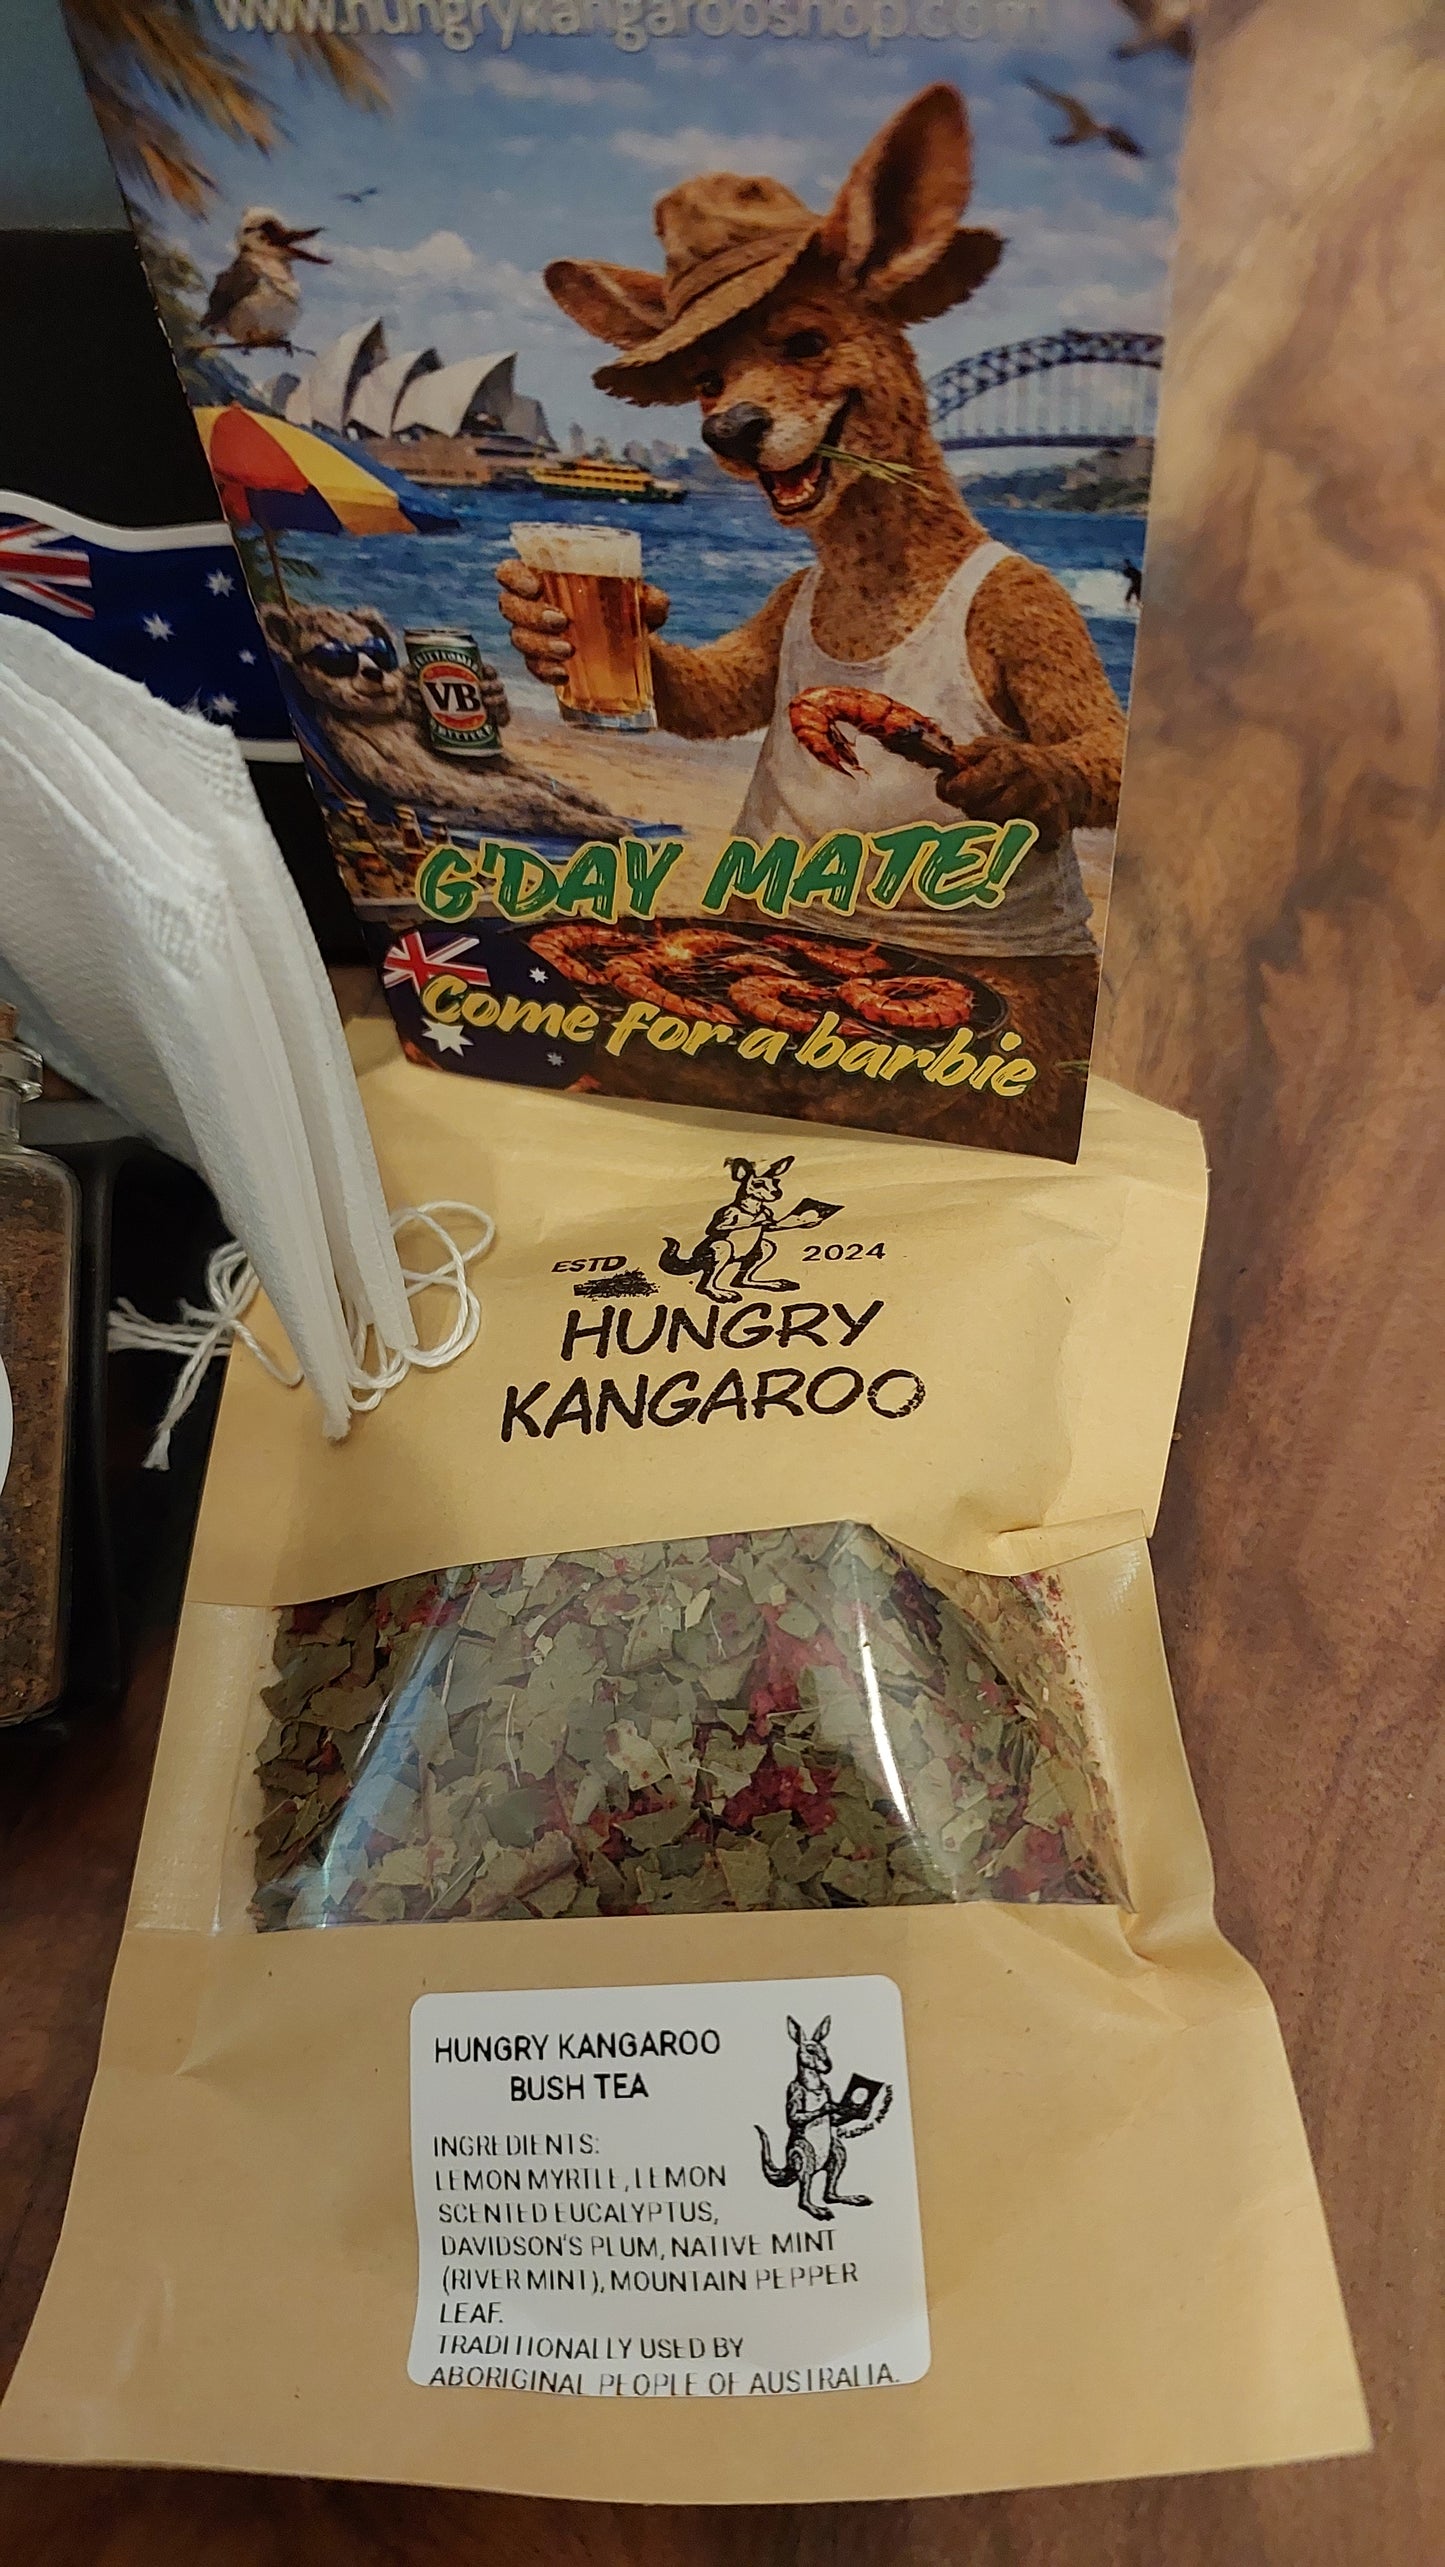 www.hungrykangarooshop.com
VB
G'DAY MATE!
Come for a barbie
ESTD 2024
HUNGRY
KANGAROO
HUNGRY KANGAROO
BUSH TEA
INGREDIENTS:
LEMON MYRTLE, LEMON
SCENTED EUCALYPTUS,
DAVIDSON'S PLUM, NATIVE MINT
(RIVER MINT), MOUNTAIN PEPPER
LEAF.
TRADITIONALLY USED BY
ABORIGINAL PEOPLE OF AUSTRALIA.